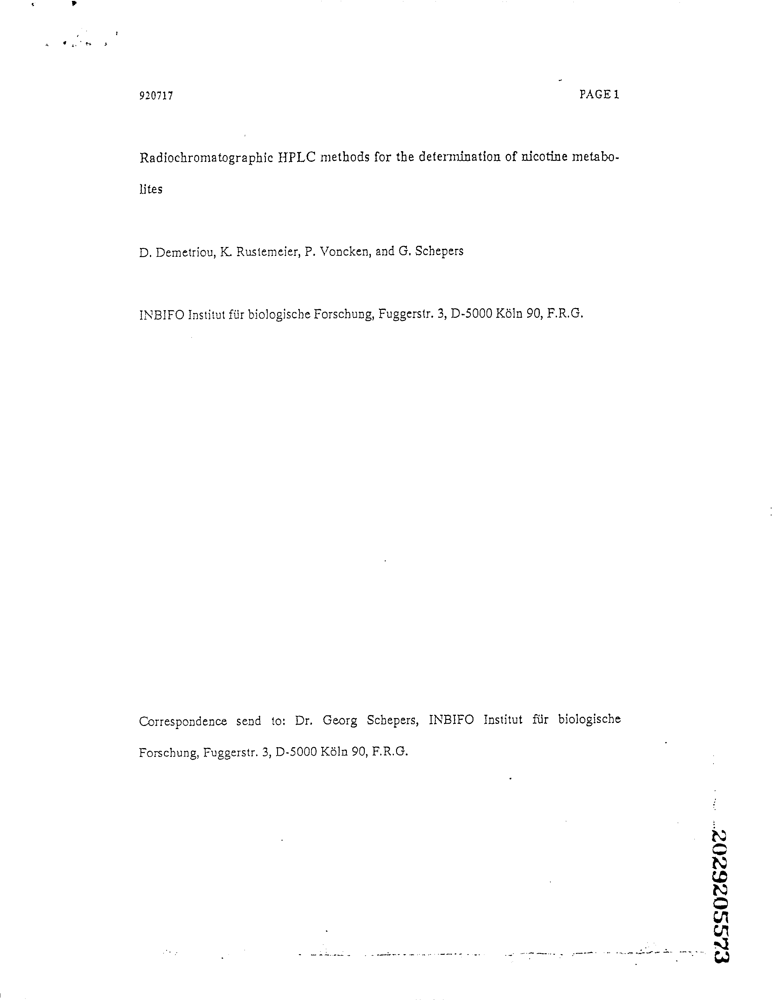 920717 PAGE 1
Radiochromatographic HPLC methods for the determination of nicotine metabo-
lites
D. Demetriou, K. Rustemeier, P. Voncken, and G. Schepers
INBIFO Institut für biologische Forschung, Fuggerstr. 3, D-5000 Köln 90, F.R.G.
Correspondence send to: Dr. Georg Schepers, INBIFO Institut für biologische
Forschung, Fuggerstr. 3, D-5000 Köln 90, F.R.G.
2029205573